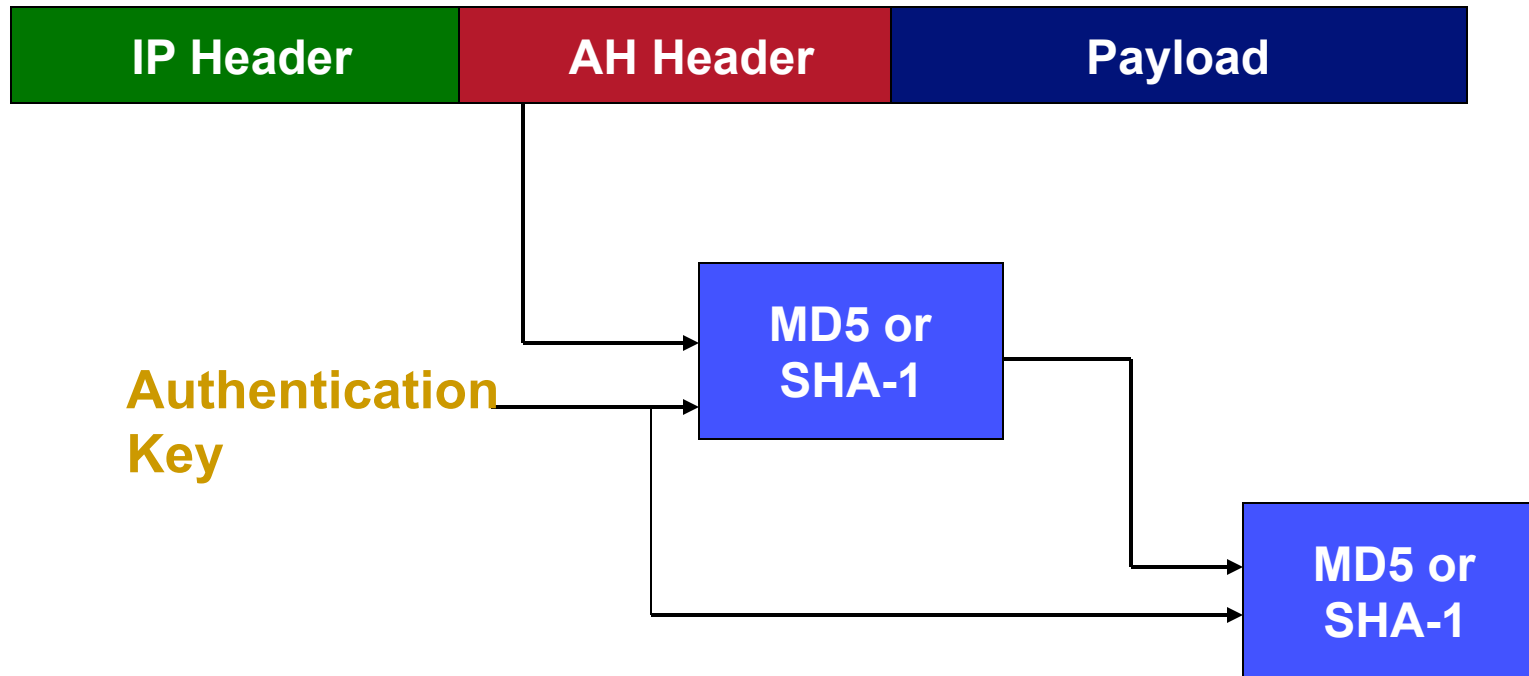 IP Header AH Header Payload
MD5 or
SHA-1
Authentication
Key
MD5 or
SHA-1